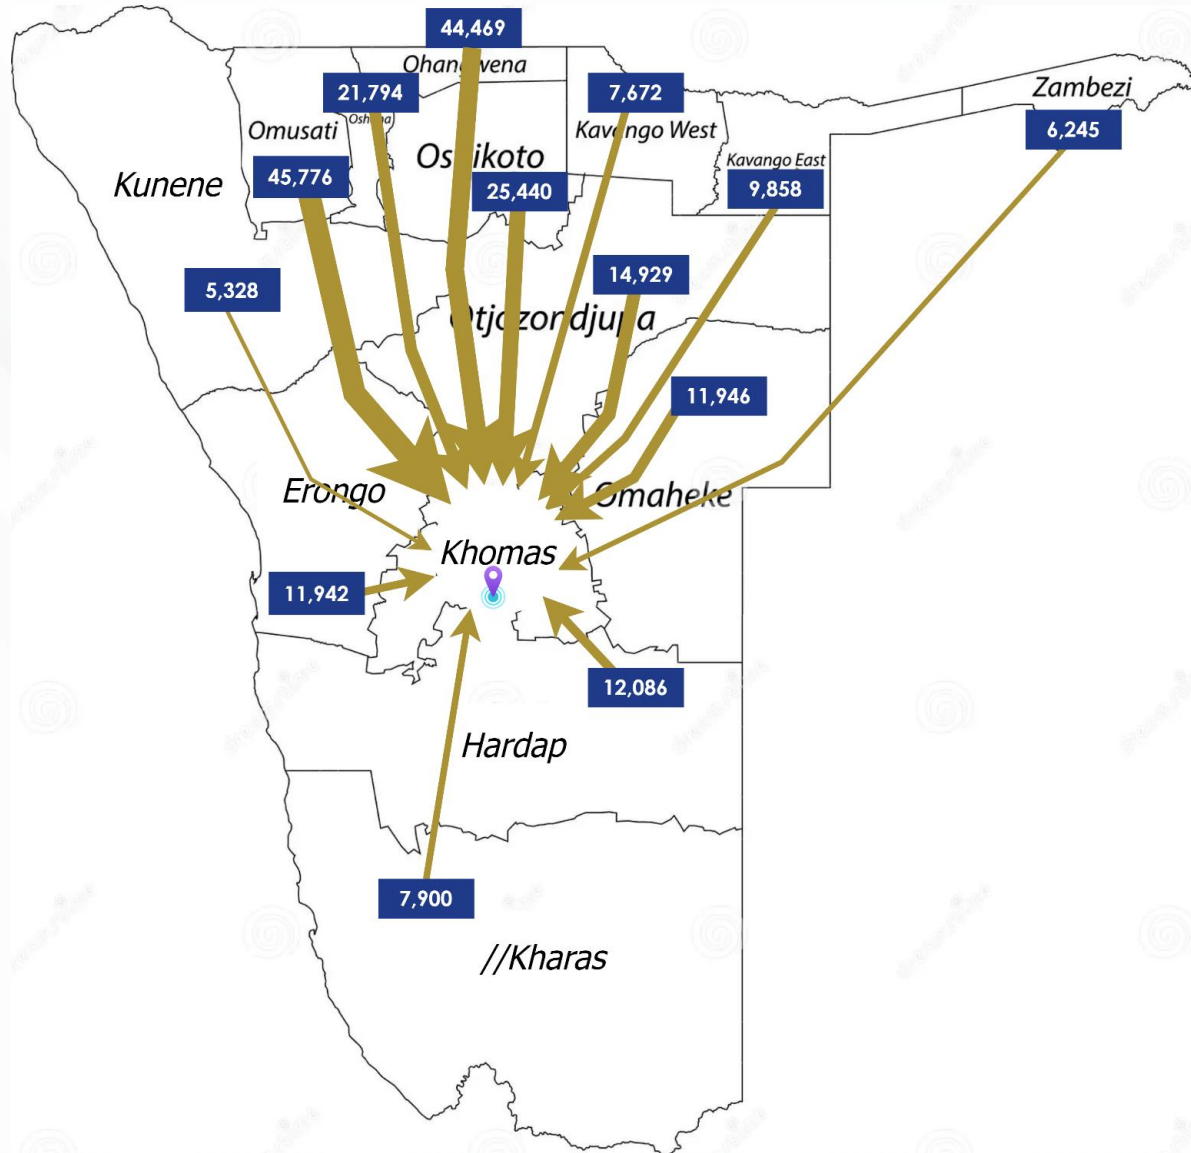 44,469
Ohangwena
21,794
7,672
Zambezi
Oshana
Omusati
Kavango West
6,245
Oshikoto
Kavango East
Kunene
45,776
25,440
9,858
5,328
14,929
Otjozondjupa
11,946
Erongo
Omaheke
Khomas
11,942
12,086
Hardap
7,900
//Kharas